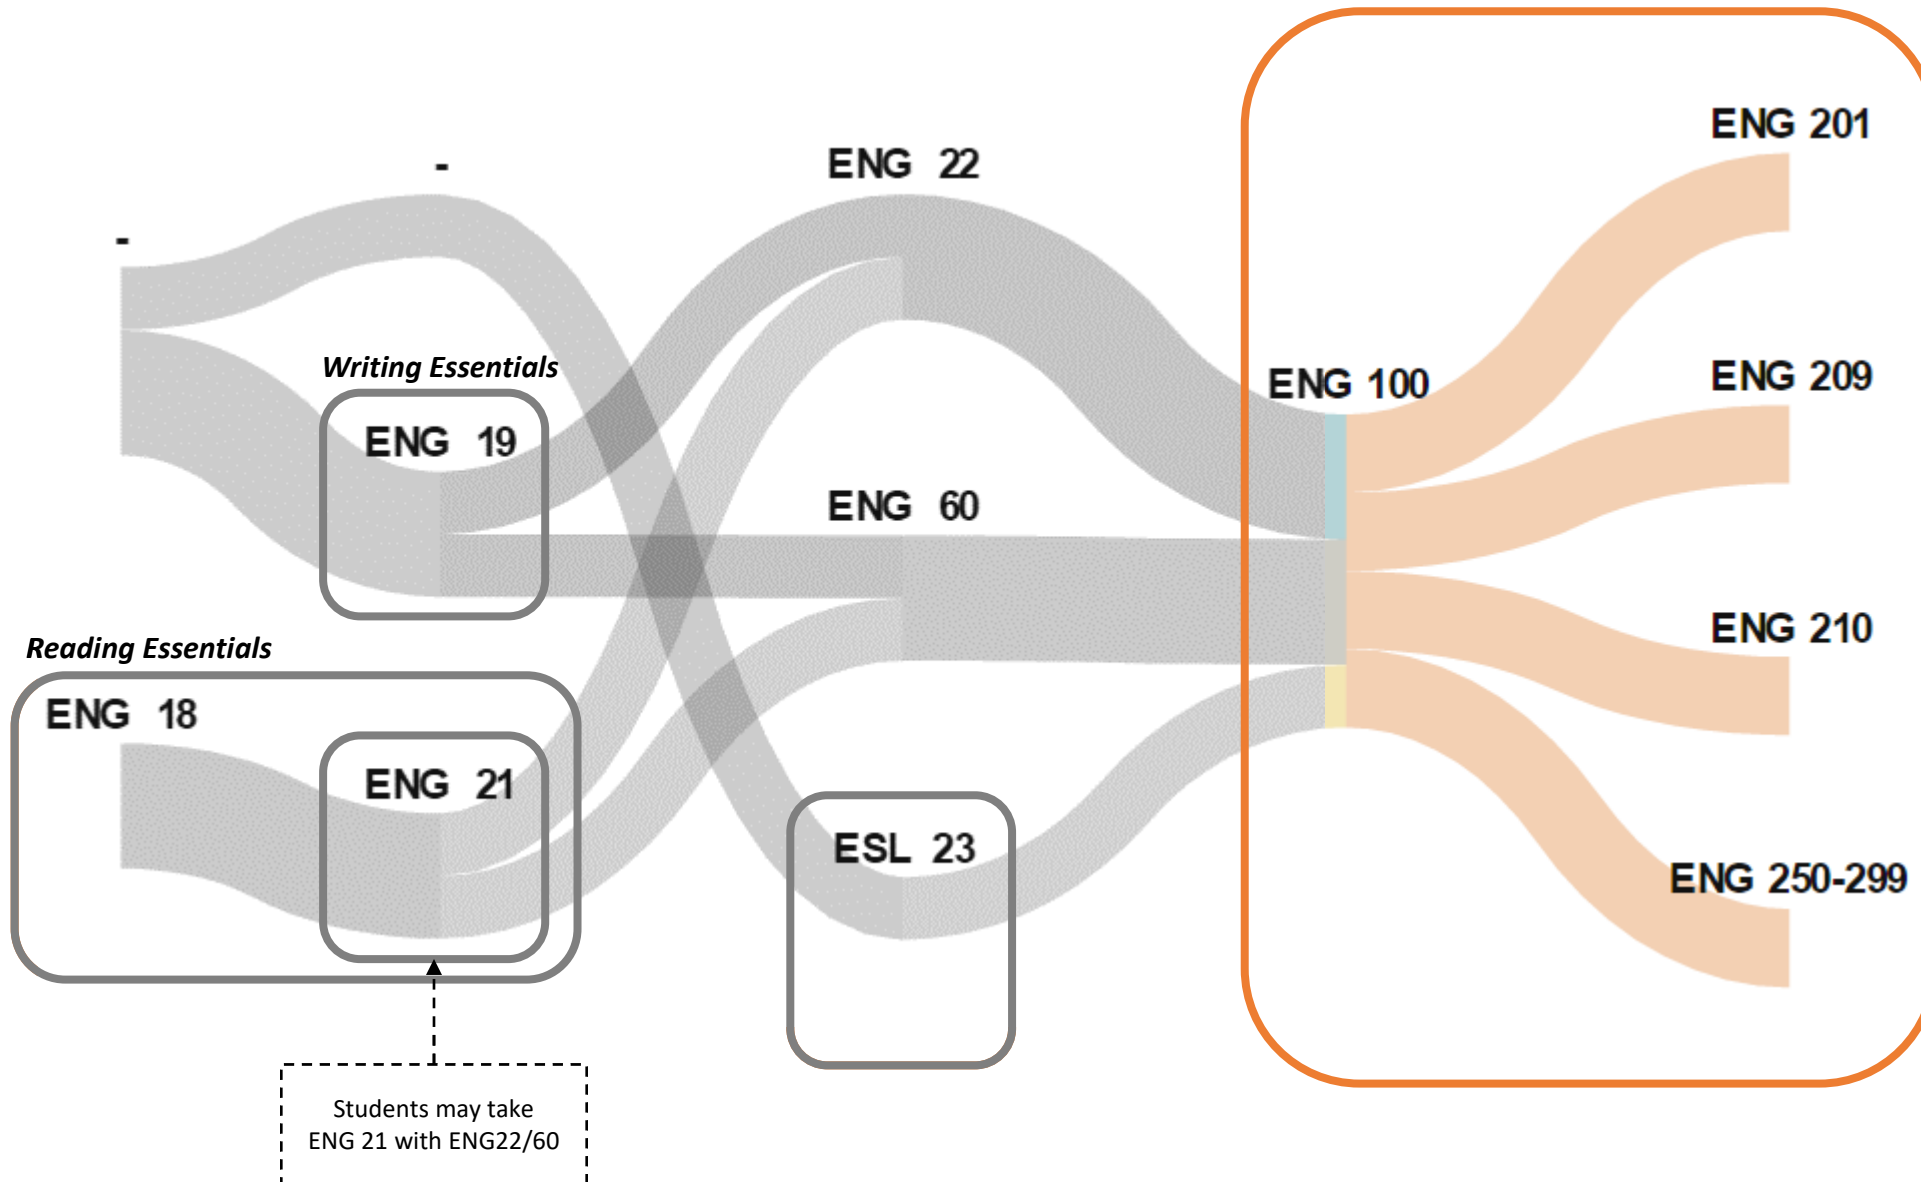 ENG 201
-
ENG 22
-
Writing Essentials
ENG 100
ENG 209
ENG 19
ENG 60
Reading Essentials
ENG 210
ENG 18
ENG 21
ESL 23
ENG 250-299
Students may take
ENG 21 with ENG22/60